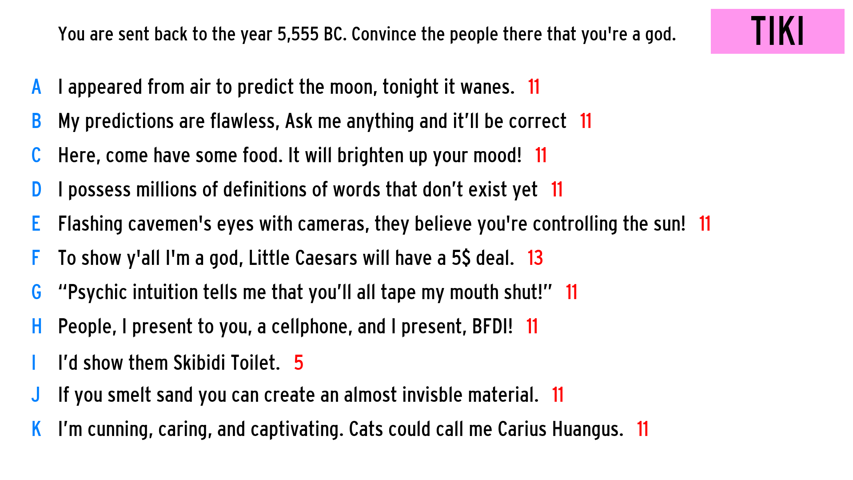 You are sent back to the year 5,555 BC. Convince the people there that you're a god.
TIKI
A I appeared from air to predict the moon, tonight it wanes. 11
B My predictions are flawless, Ask me anything and it’ll be correct 11
C Here, come have some food. It will brighten up your mood! 11
D I possess millions of definitions of words that don’t exist yet 11
E Flashing cavemen's eyes with cameras, they believe you're controlling the sun! 11
F To show y'all I'm a god, Little Caesars will have a 5$ deal. 13
G “Psychic intuition tells me that you’ll all tape my mouth shut!” 11
H People, I present to you, a cellphone, and I present, BFDI! 11
I I’d show them Skibidi Toilet. 5
J If you smelt sand you can create an almost invisble material. 11
K I’m cunning, caring, and captivating. Cats could call me Carius Huangus. 11